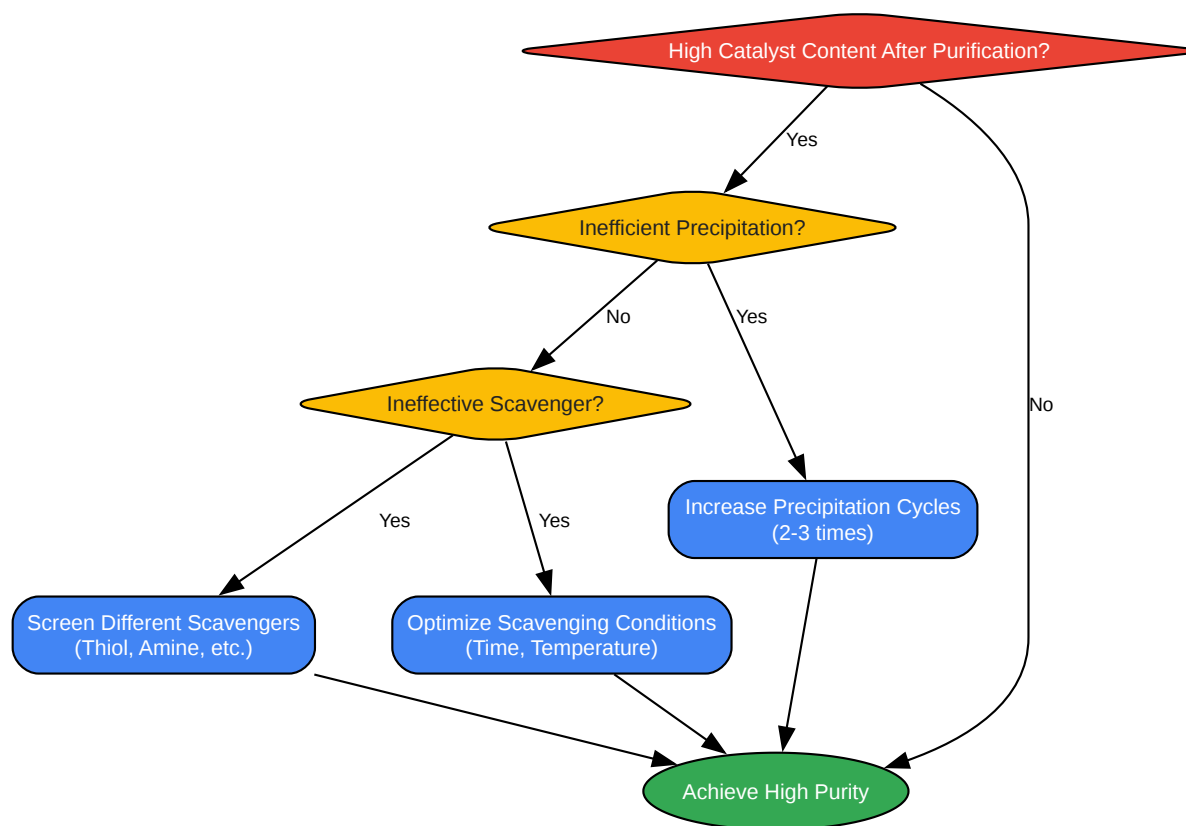 High Catalyst Content After Purification?
Yes
Inefficient Precipitation?
No
Yes
Ineffective Scavenger?
No
Increase Precipitation Cycles
(2-3 times)
Yes
Yes
Screen Different Scavengers
(Thiol, Amine, etc.)
Optimize Scavenging Conditions
(Time, Temperature)
Achieve High Purity